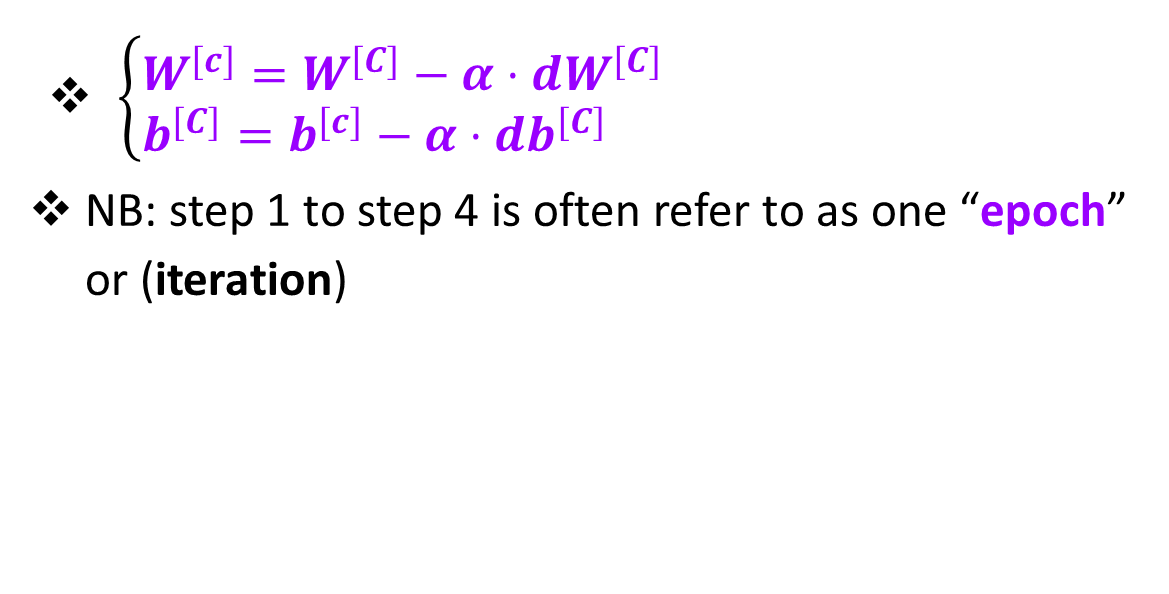 ❖ { W^[c] = W^[C] − α · dW^[C]
b^[C] = b^[c] − α · db^[C]
❖ NB: step 1 to step 4 is often refer to as one “epoch”
or (iteration)